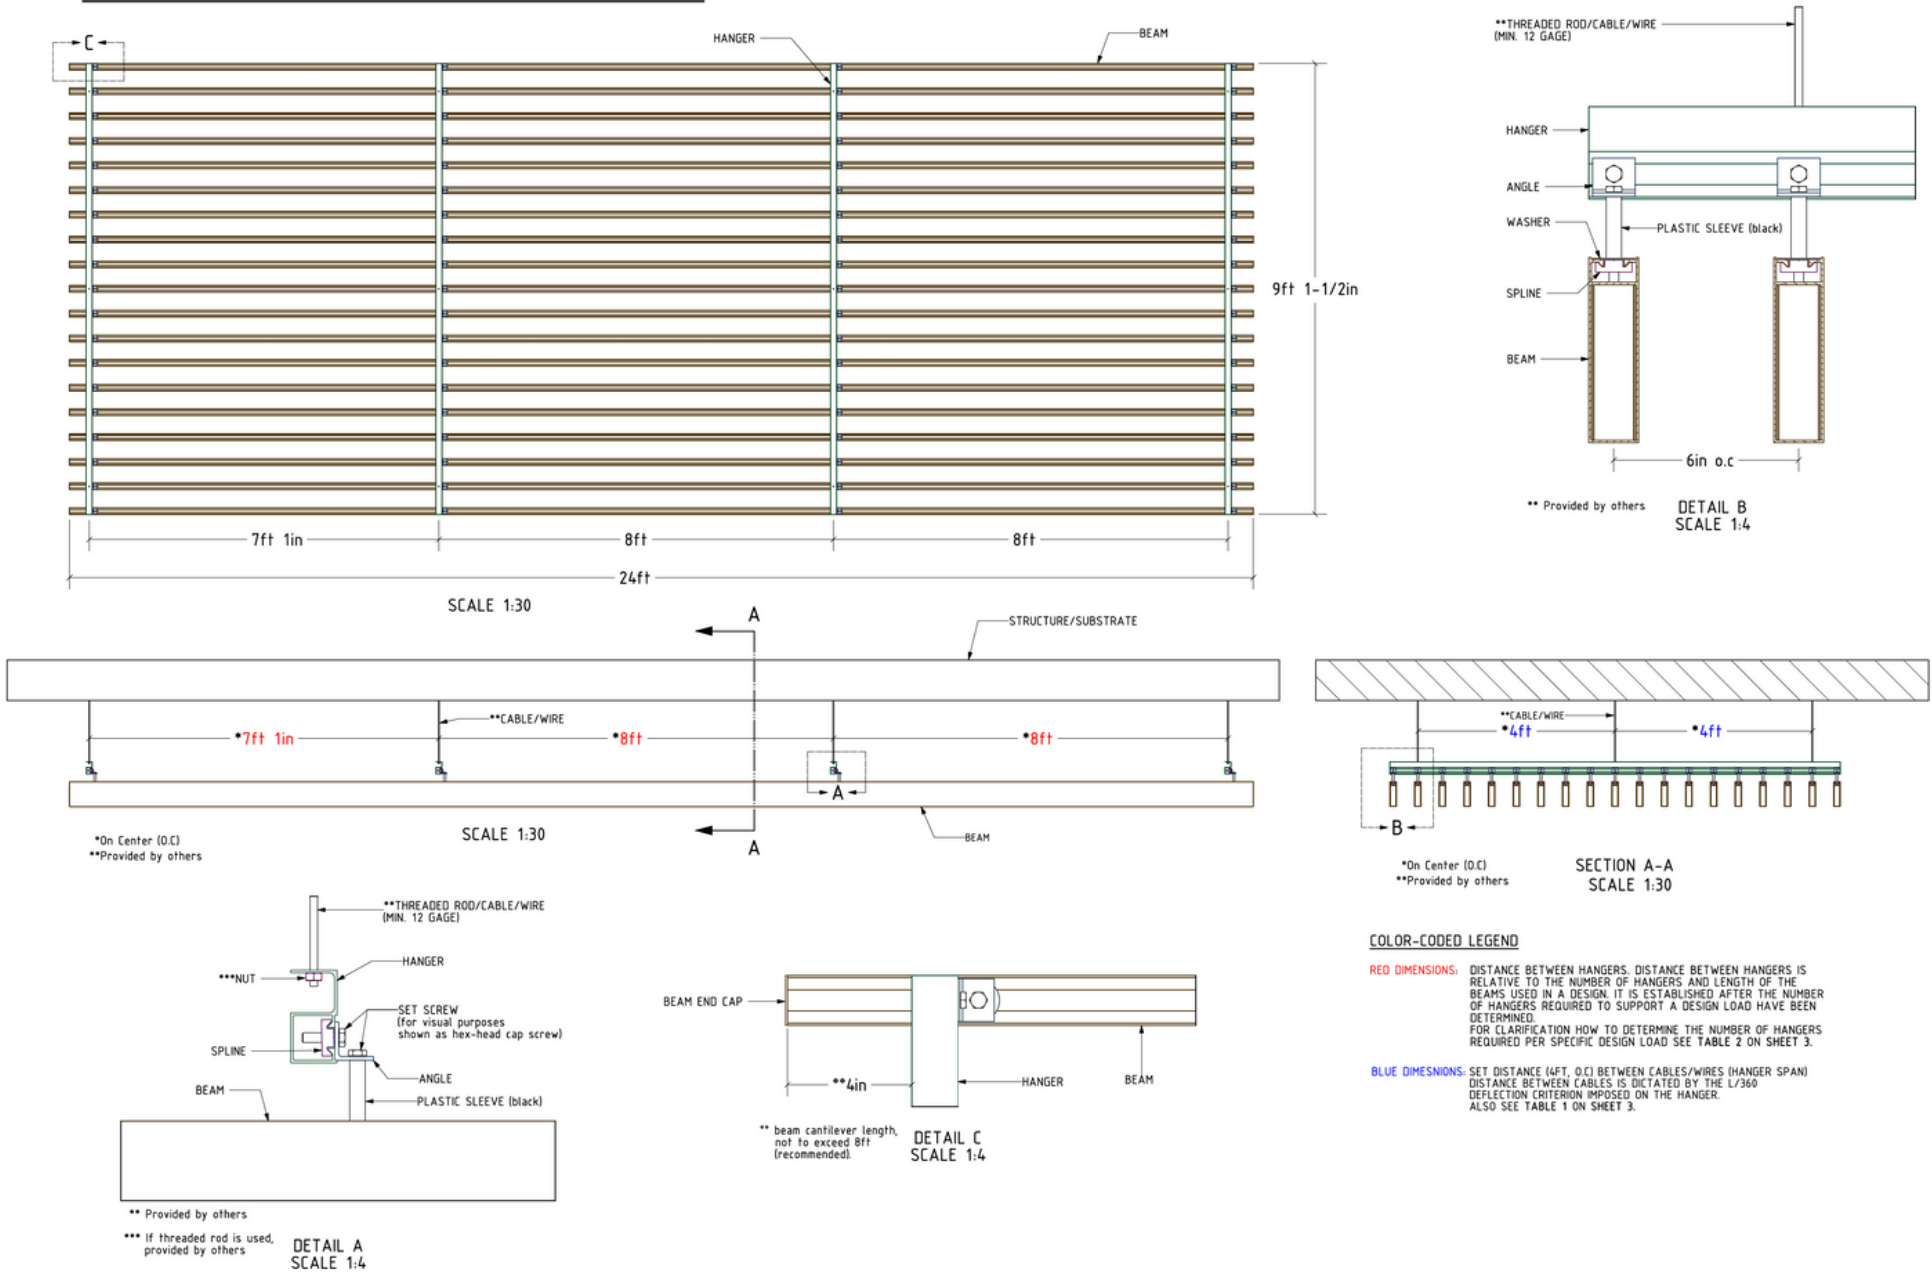 C
HANGER
BEAM
9ft 1-1/2in
7ft 1in
8ft
8ft
24ft
SCALE 1:30
**THREADED ROD/CABLE/WIRE
(MIN. 12 GAGE)
HANGER
ANGLE
WASHER
PLASTIC SLEEVE (black)
SPLINE
BEAM
6in o.c
** Provided by others
DETAIL B
SCALE 1:4
A
STRUCTURE/SUBSTRATE
**CABLE/WIRE
*7ft 1in
*8ft
*8ft
A
BEAM
A
SCALE 1:30
*On Center (O.C)
**Provided by others
**CABLE/WIRE
*4ft
*4ft
B
*On Center (O.C)
**Provided by others
SECTION A-A
SCALE 1:30
**THREADED ROD/CABLE/WIRE
(MIN. 12 GAGE)
***NUT
HANGER
SET SCREW
(for visual purposes
shown as hex-head cap screw)
SPLINE
ANGLE
BEAM
PLASTIC SLEEVE (black)
** Provided by others
*** If threaded rod is used,
provided by others
DETAIL A
SCALE 1:4
BEAM END CAP
**4in
HANGER
BEAM
** beam cantilever length,
not to exceed 8ft
(recommended).
DETAIL C
SCALE 1:4
COLOR-CODED LEGEND
RED DIMENSIONS: DISTANCE BETWEEN HANGERS. DISTANCE BETWEEN HANGERS IS
RELATIVE TO THE NUMBER OF HANGERS AND LENGTH OF THE
BEAMS USED IN A DESIGN. IT IS ESTABLISHED AFTER THE NUMBER
OF HANGERS REQUIRED TO SUPPORT A DESIGN LOAD HAVE BEEN
DETERMINED.
FOR CLARIFICATION HOW TO DETERMINE THE NUMBER OF HANGERS
REQUIRED PER SPECIFIC DESIGN LOAD SEE TABLE 2 ON SHEET 3.
BLUE DIMESNIONS: SET DISTANCE (4FT, O.C) BETWEEN CABLES/WIRES (HANGER SPAN)
DISTANCE BETWEEN CABLES IS DICTATED BY THE L/360
DEFLECTION CRITERION IMPOSED ON THE HANGER.
ALSO SEE TABLE 1 ON SHEET 3.